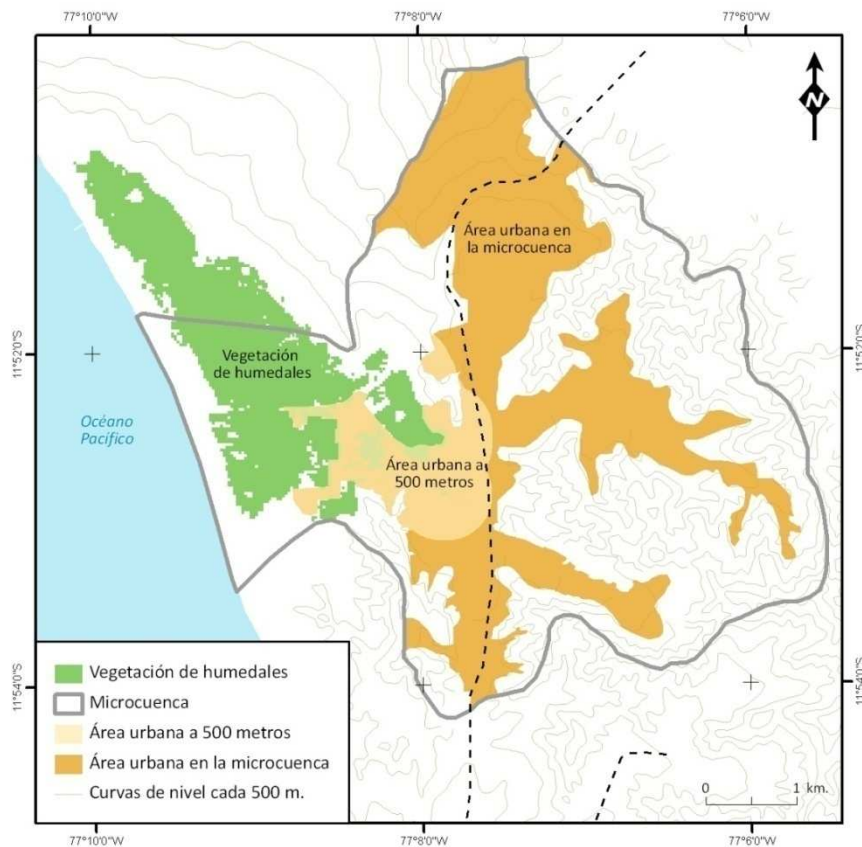 77°10'0"W
77°8'0"W
77°6'0"W
N
Área urbana en
la microcuenca
11°52'0"S
11°52'0"S
Vegetación
de humedales
Océano
Pacífico
Área urbana a
500 metros
Vegetación de humedales
Microcuenca
Área urbana a 500 metros
Área urbana en la microcuenca
Curvas de nivel cada 500 m.
11°54'0"S
11°54'0"S
0 1 km.
77°10'0"W
77°8'0"W
77°6'0"W